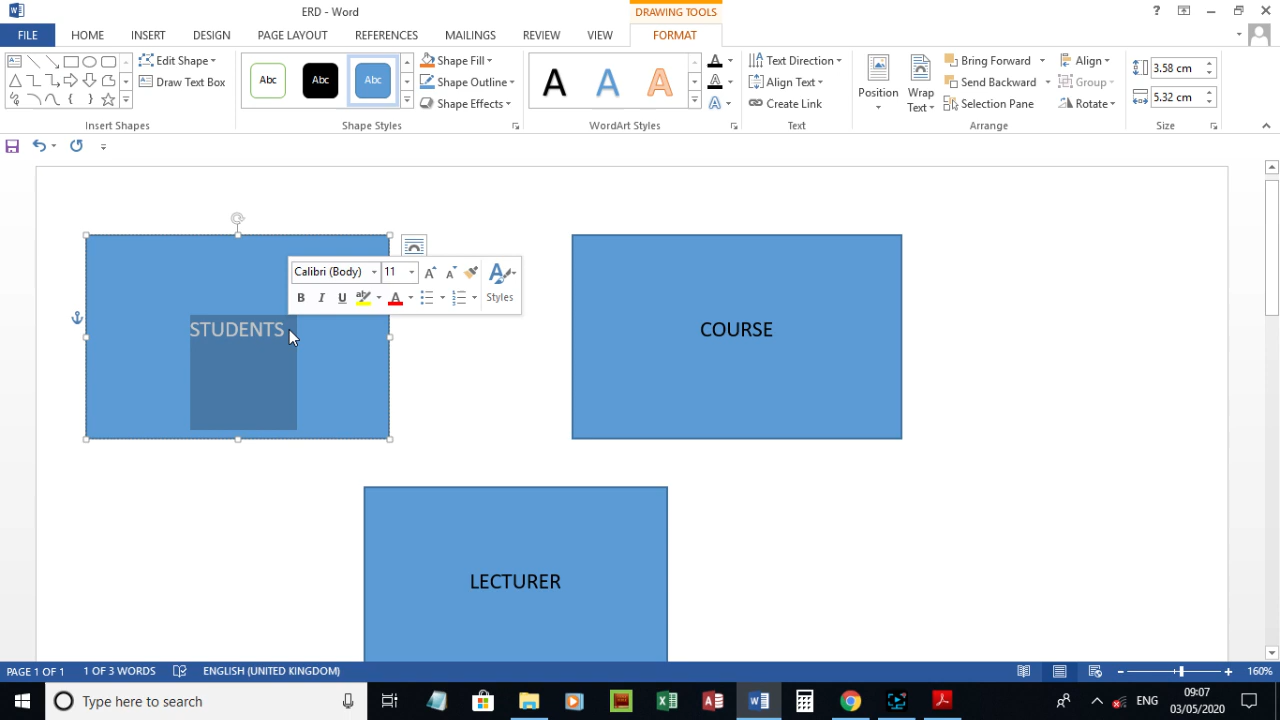 ERD - Word
DRAWING TOOLS
?
FILE HOME INSERT DESIGN PAGE LAYOUT REFERENCES MAILINGS REVIEW VIEW FORMAT
Edit Shape
Draw Text Box
Insert Shapes
Abc Abc Abc
Shape Fill
Shape Outline
Shape Effects
Shape Styles
A A A
WordArt Styles
Text Direction
Align Text
Create Link
Text
Position
Wrap
Text
Bring Forward
Send Backward
Selection Pane
Align
Group
Rotate
Arrange
3.58 cm
5.32 cm
Size
Calibri (Body) 11
B I U
Styles
STUDENTS
COURSE
LECTURER
PAGE 1 OF 1 1 OF 3 WORDS ENGLISH (UNITED KINGDOM) 160%
Type here to search
ENG
09:07
03/05/2020